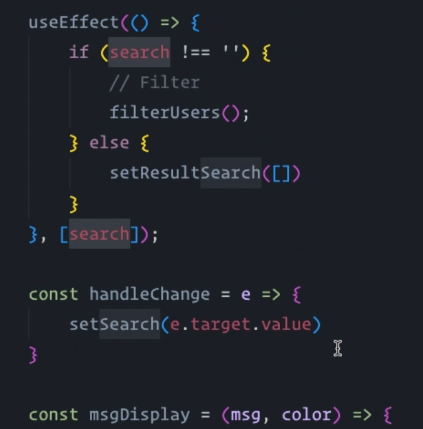 useEffect(() => {
if (search !== '') {
// Filter
filterUsers();
} else {
setResultSearch([])
}
}, [search]);
const handleChange = e => {
setSearch(e.target.value)
}
const msgDisplay = (msg, color) => {